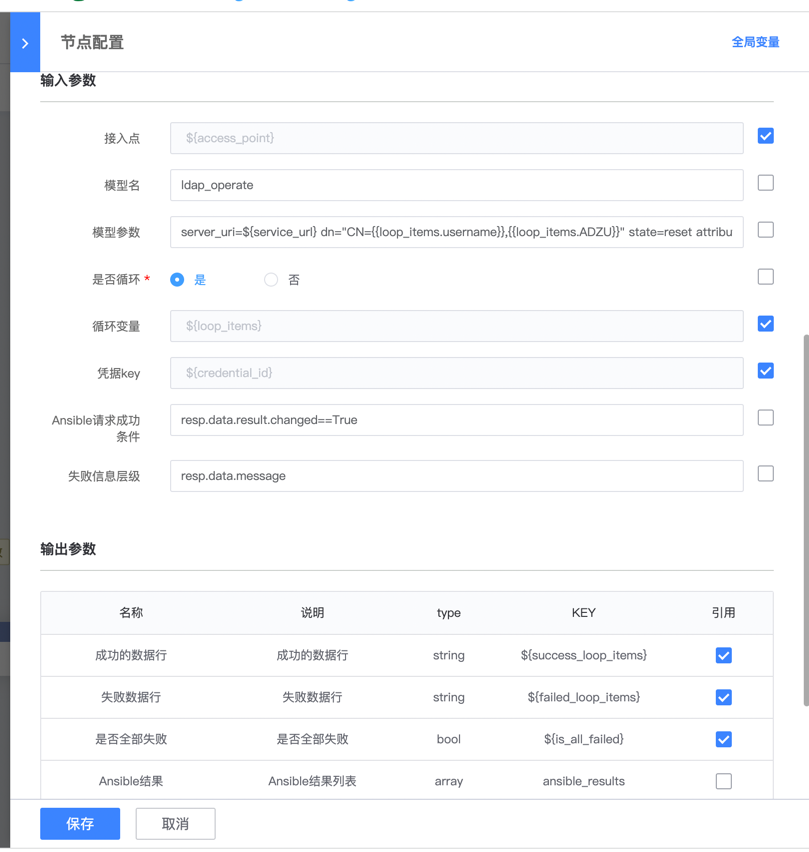 节点配置
全局变量
输入参数
接入点
${access_point}
模型名
ldap_operate
模型参数
server_uri=${service_url} dn="CN={{loop_items.username}},{{loop_items.ADZU}}" state=reset attribu
是否循环 *
是
否
循环变量
${loop_items}
凭据key
${credential_id}
Ansible请求成功
条件
resp.data.result.changed==True
失败信息层级
resp.data.message
输出参数
名称 说明 type KEY 引用
成功的数据行 成功的数据行 string ${success_loop_items}
失败数据行 失败数据行 string ${failed_loop_items}
是否全部失败 是否全部失败 bool ${is_all_failed}
Ansible结果 Ansible结果列表 array ansible_results
保存 取消